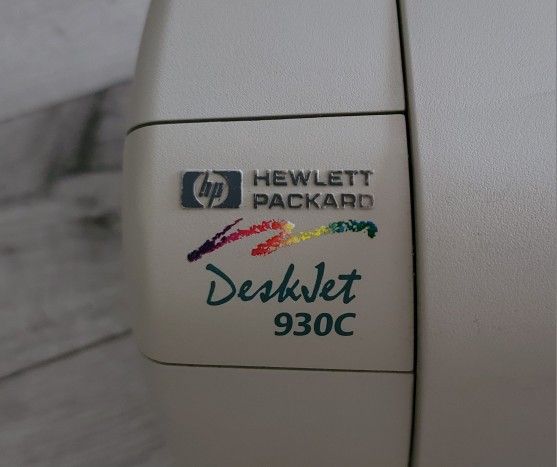 hp HEWLETT
PACKARD
DeskJet
930C